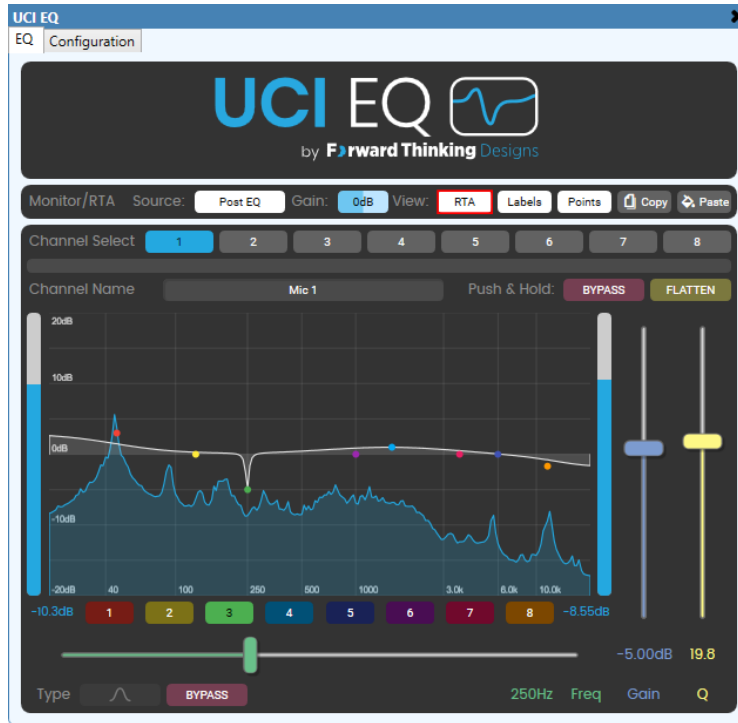 UCI EQ
EQ Configuration
UCI EQ
by Forward Thinking Designs
Monitor/RTA Source: Post EQ Gain: 0dB View: RTA Labels Points Copy Paste
Channel Select 1 2 3 4 5 6 7 8
Channel Name Mic 1 Push & Hold: BYPASS FLATTEN
20dB
10dB
0dB
-10dB
-20dB 40 100 250 500 1000 3.0k 6.0k 10.0k
-10.3dB 1 2 3 4 5 6 7 8 -8.55dB
-5.00dB 19.8
Type BYPASS 250Hz Freq Gain Q